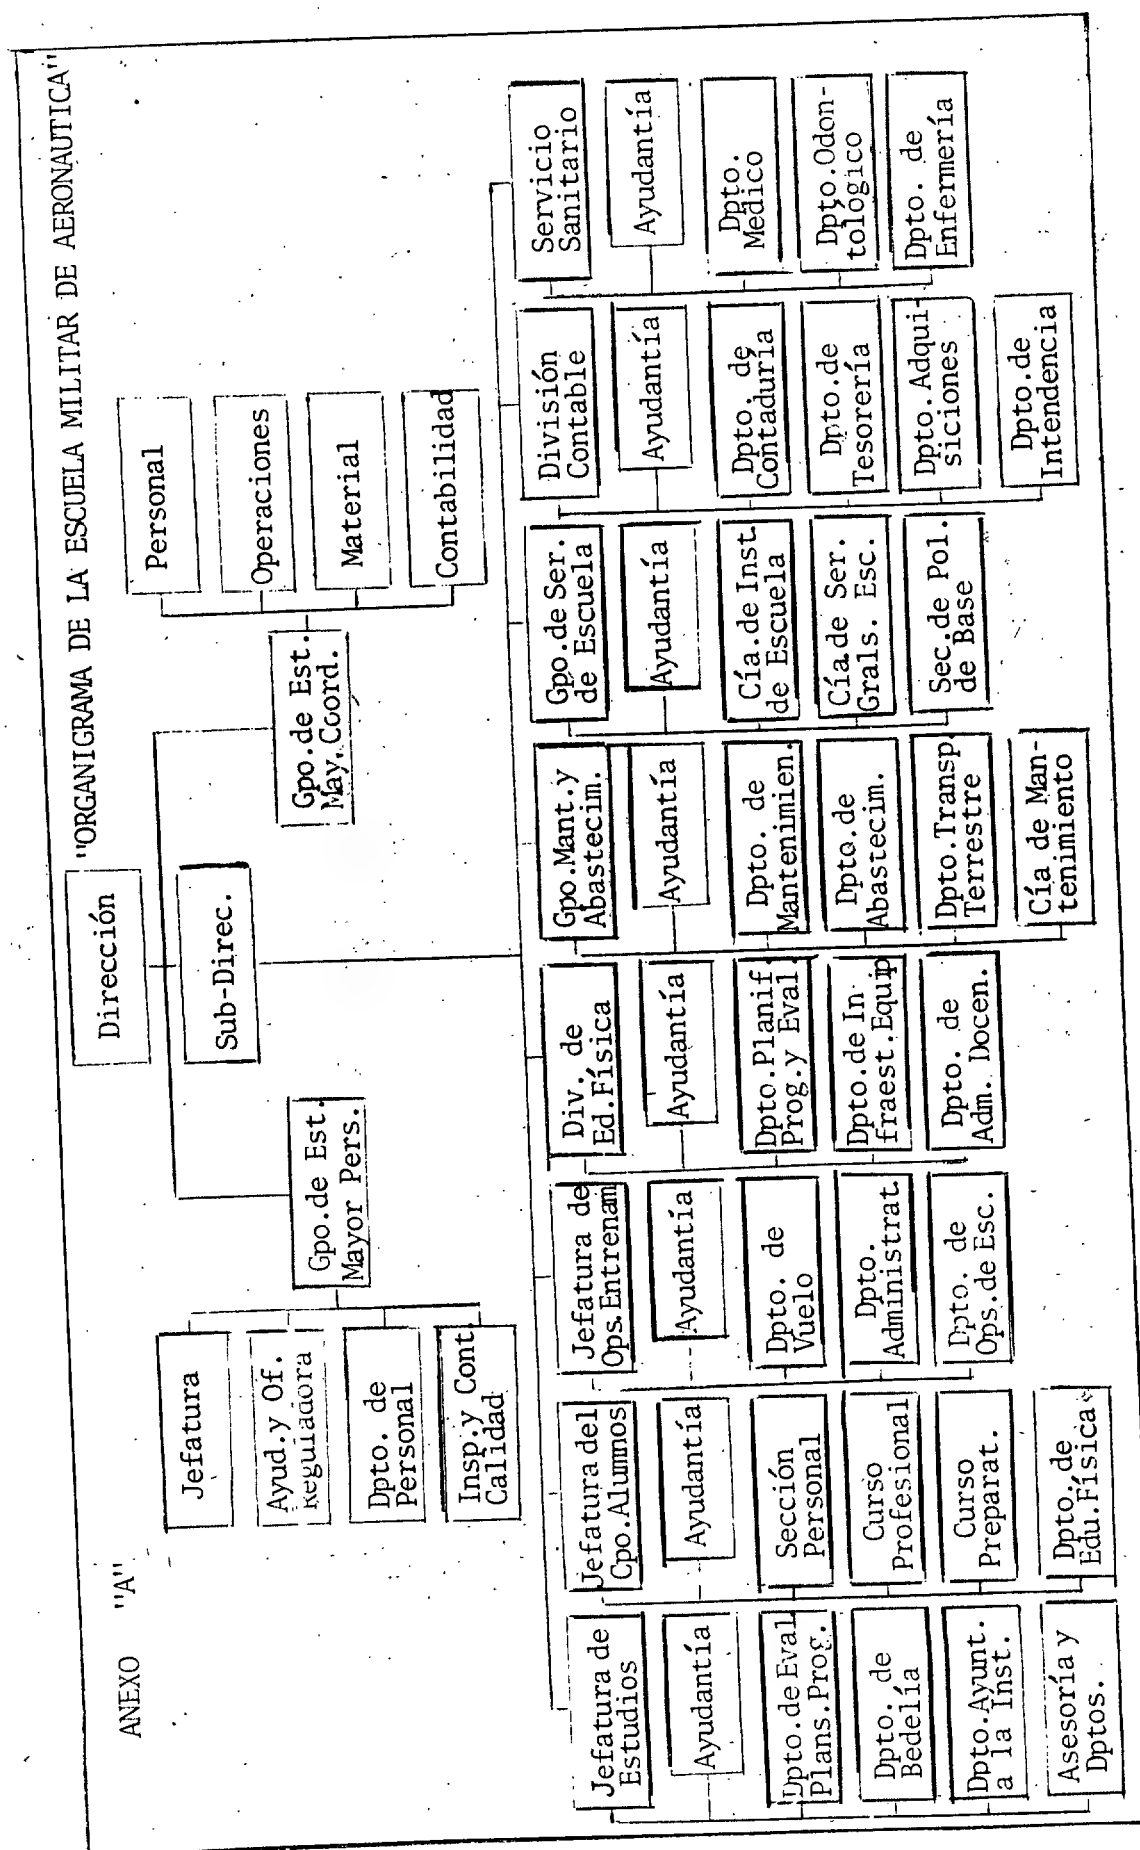 ANEXO "A"
"ORGANIGRAMA DE LA ESCUELA MILITAR DE AERONAUTICA"
Dirección
Sub-Direc.
Gpo.de Est.
Mayor Pers.
Jefatura
Ayud.y Of.
Reguladora
Dpto. de
Personal
Insp.y Cont.
Calidad
Gpo.de Est.
May.Coord.
Personal
Operaciones
Material
Contabilidad
Jefatura de
Estudios
Ayudantía
Dpto.de Eval
Plans.Prog.
Dpto. de
Bedelía
Dpto.Ayunt.
a la Inst.
Asesoría y
Dptos.
Jefatura del
Cpo.Alumnos
Ayudantía
Sección
Personal
Curso
Profesional
Curso
Preparat.
Dpto.de
Edu.Física
Jefatura de
Ops.Entrenam
Ayudantía
Dpto. de
Vuelo
Dpto.
Administrat.
Dpto. de
Ops.de Esc.
Div. de
Ed.Física
Ayudantía
Dpto.Planif.
Prog.y Eval.
Dpto.de In-
fraest.Equip
Dpto. de
Adm. Docen.
Gpo.Mant.y
Abastecim.
Ayudantía
Dpto. de
Mantenimien.
Dpto.de
Abastecim.
Dpto.Transp.
Terrestre
Cía de Man-
tenimiento
Gpo.de Ser.
de Escuela
Ayudantía
Cía.de Inst.
de Escuela
Cía.de Ser.
Grals. Esc.
Sec.de Pol.
de Base
División
Contable
Ayudantía
Dpto. de
Contaduría
Dpto.de
Tesorería
Dpto.Adqui-
siciones
Dpto.de
Intendencia
Servicio
Sanitario
Ayudantía
Dpto.
Médico
Dpto.Odon-
tológico
Dpto. de
Enfermería